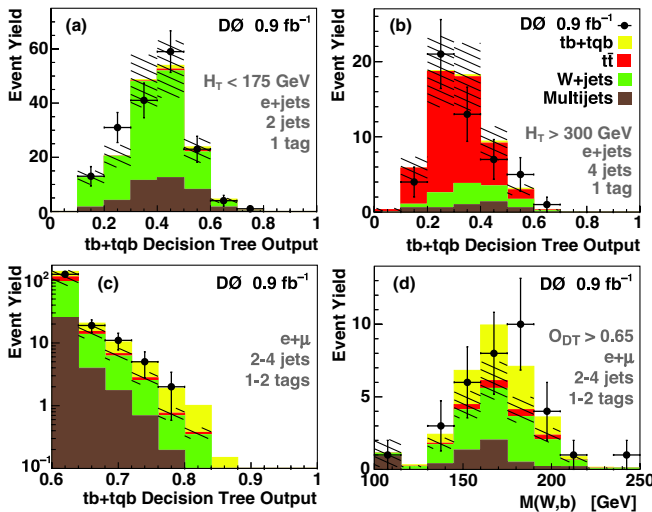 (a) DØ 0.9 fb⁻¹
Event Yield
60
40
20
0
H_T < 175 GeV
e+jets
2 jets
1 tag
0 0.2 0.4 0.6 0.8 1
tb+tqb Decision Tree Output
(b) DØ 0.9 fb⁻¹
tb+tqb
tt̄
W+jets
Multijets
Event Yield
20
10
0
H_T > 300 GeV
e+jets
4 jets
1 tag
0 0.2 0.4 0.6 0.8 1
tb+tqb Decision Tree Output
(c) DØ 0.9 fb⁻¹
Event Yield
10²
10
1
10⁻¹
e+μ
2-4 jets
1-2 tags
0.6 0.7 0.8 0.9 1
tb+tqb Decision Tree Output
(d) DØ 0.9 fb⁻¹
Event Yield
10
5
0
O_DT > 0.65
e+μ
2-4 jets
1-2 tags
100 150 200 250
M(W,b) [GeV]